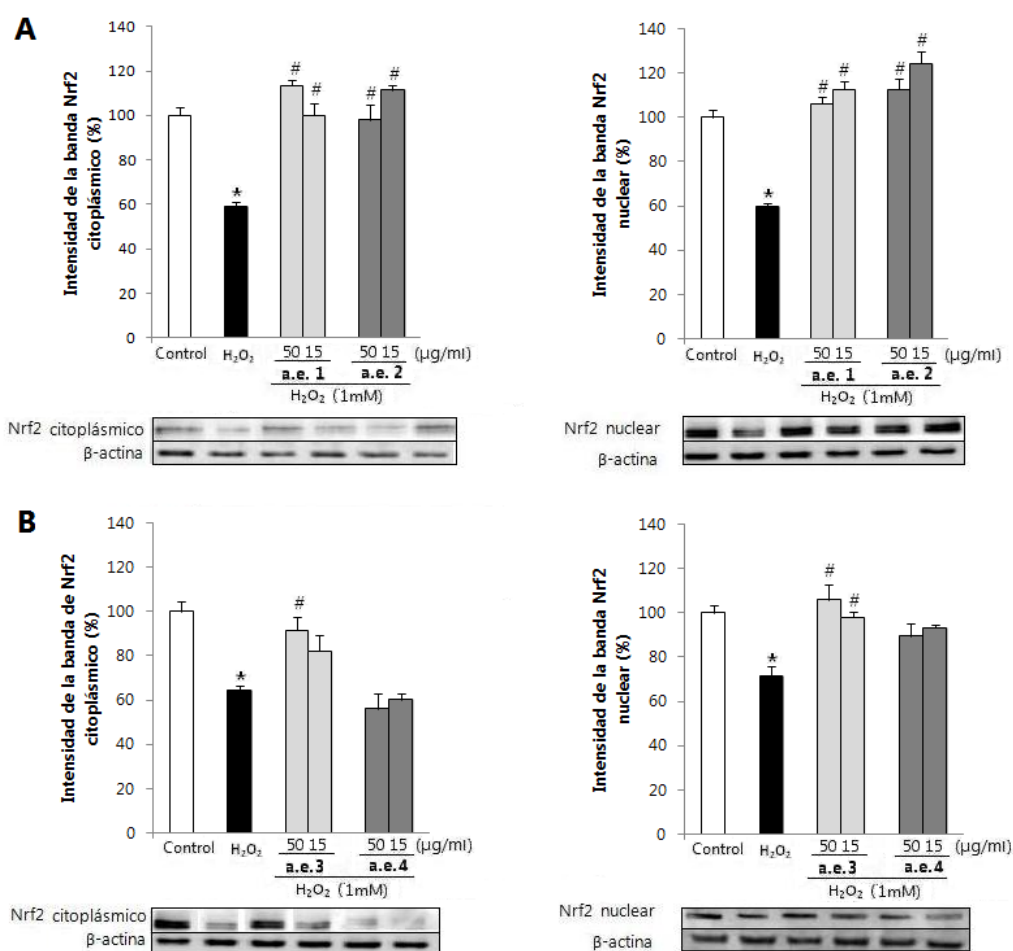 A
Intensidad de la banda Nrf2
citoplásmico (%)
140
120
100
80
60
40
20
0
#
#
#
#
*
Control
H₂O₂
50 15
50 15
(µg/ml)
a.e. 1
a.e. 2
H₂O₂ (1mM)
Nrf2 citoplásmico
β-actina
Intensidad de la banda Nrf2
nuclear (%)
140
120
100
80
60
40
20
0
#
#
#
#
*
Control
H₂O₂
50 15
50 15
(µg/ml)
a.e. 1
a.e. 2
H₂O₂ (1mM)
Nrf2 nuclear
β-actina
B
Intensidad de la banda de Nrf2
citoplásmico (%)
140
120
100
80
60
40
20
0
#
*
Control
H₂O₂
50 15
50 15
(µg/ml)
a.e.3
a.e.4
H₂O₂ (1mM)
Nrf2 citoplásmico
β-actina
Intensidad de la banda Nrf2
nuclear (%)
140
120
100
80
60
40
20
0
#
#
*
Control
H₂O₂
50 15
50 15
(µg/ml)
a.e.3
a.e.4
H₂O₂ (1mM)
Nrf2 nuclear
β-actina